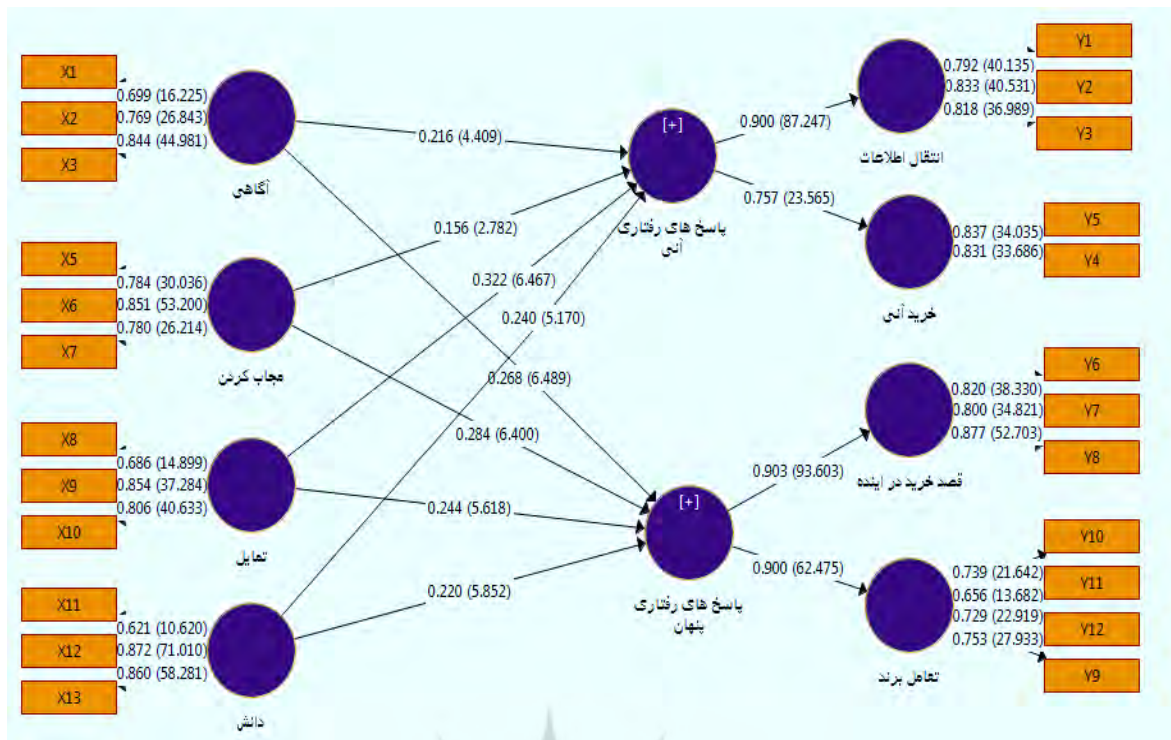 X1
0.699 (16.225)
X2
0.769 (26.843)
0.844 (44.981)
X3
آگاهی
X5
0.784 (30.036)
X6
0.851 (53.200)
0.780 (26.214)
X7
مجاب کردن
X8
0.686 (14.899)
X9
0.854 (37.284)
0.806 (40.633)
X10
تمایل
X11
0.621 (10.620)
X12
0.872 (71.010)
0.860 (58.281)
X13
دانش
0.216 (4.409)
0.156 (2.782)
0.322 (6.467)
0.240 (5.170)
0.268 (6.489)
0.284 (6.400)
0.244 (5.618)
0.220 (5.852)
[+]
پاسخ های رفتاری
آنی
[+]
پاسخ های رفتاری
پنهان
0.900 (87.247)
0.757 (23.565)
0.903 (93.603)
0.900 (62.475)
انتقال اطلاعات
Y1
0.792 (40.135)
0.833 (40.531)
Y2
0.818 (36.989)
Y3
خرید آنی
Y5
0.837 (34.035)
0.831 (33.686)
Y4
قصد خرید در اینده
Y6
0.820 (38.330)
0.800 (34.821)
Y7
0.877 (52.703)
Y8
تعامل برند
Y10
0.739 (21.642)
Y11
0.656 (13.682)
0.729 (22.919)
Y12
0.753 (27.933)
Y9